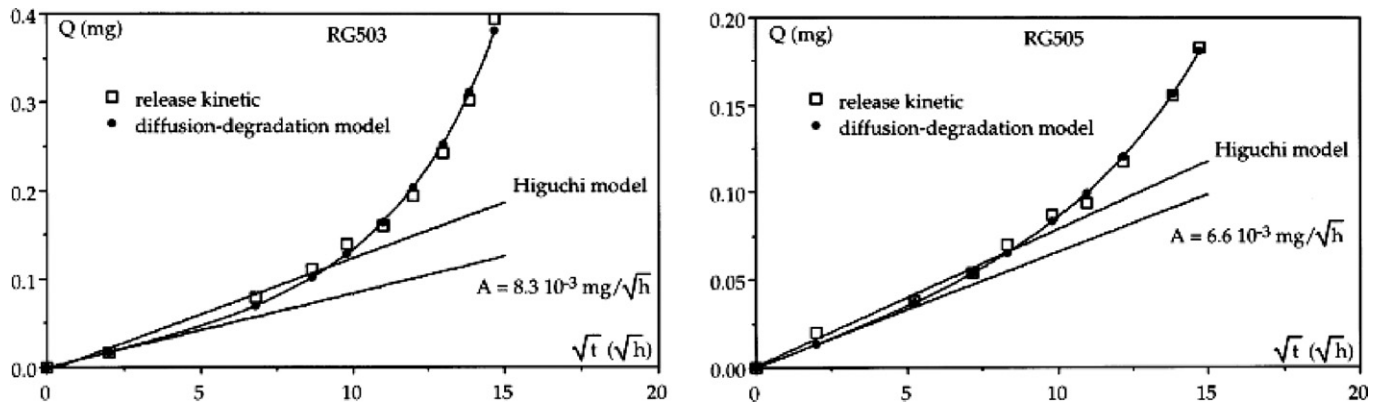 Q (mg)
RG503
0.4
0.3
0.2
0.1
0.0
release kinetic
diffusion-degradation model
Higuchi model
A = 8.3 10⁻³ mg/√h
√t (√h)
0 5 10 15 20
Q (mg)
RG505
0.20
0.15
0.10
0.05
0.00
release kinetic
diffusion-degradation model
Higuchi model
A = 6.6 10⁻³ mg/√h
√t (√h)
0 5 10 15 20